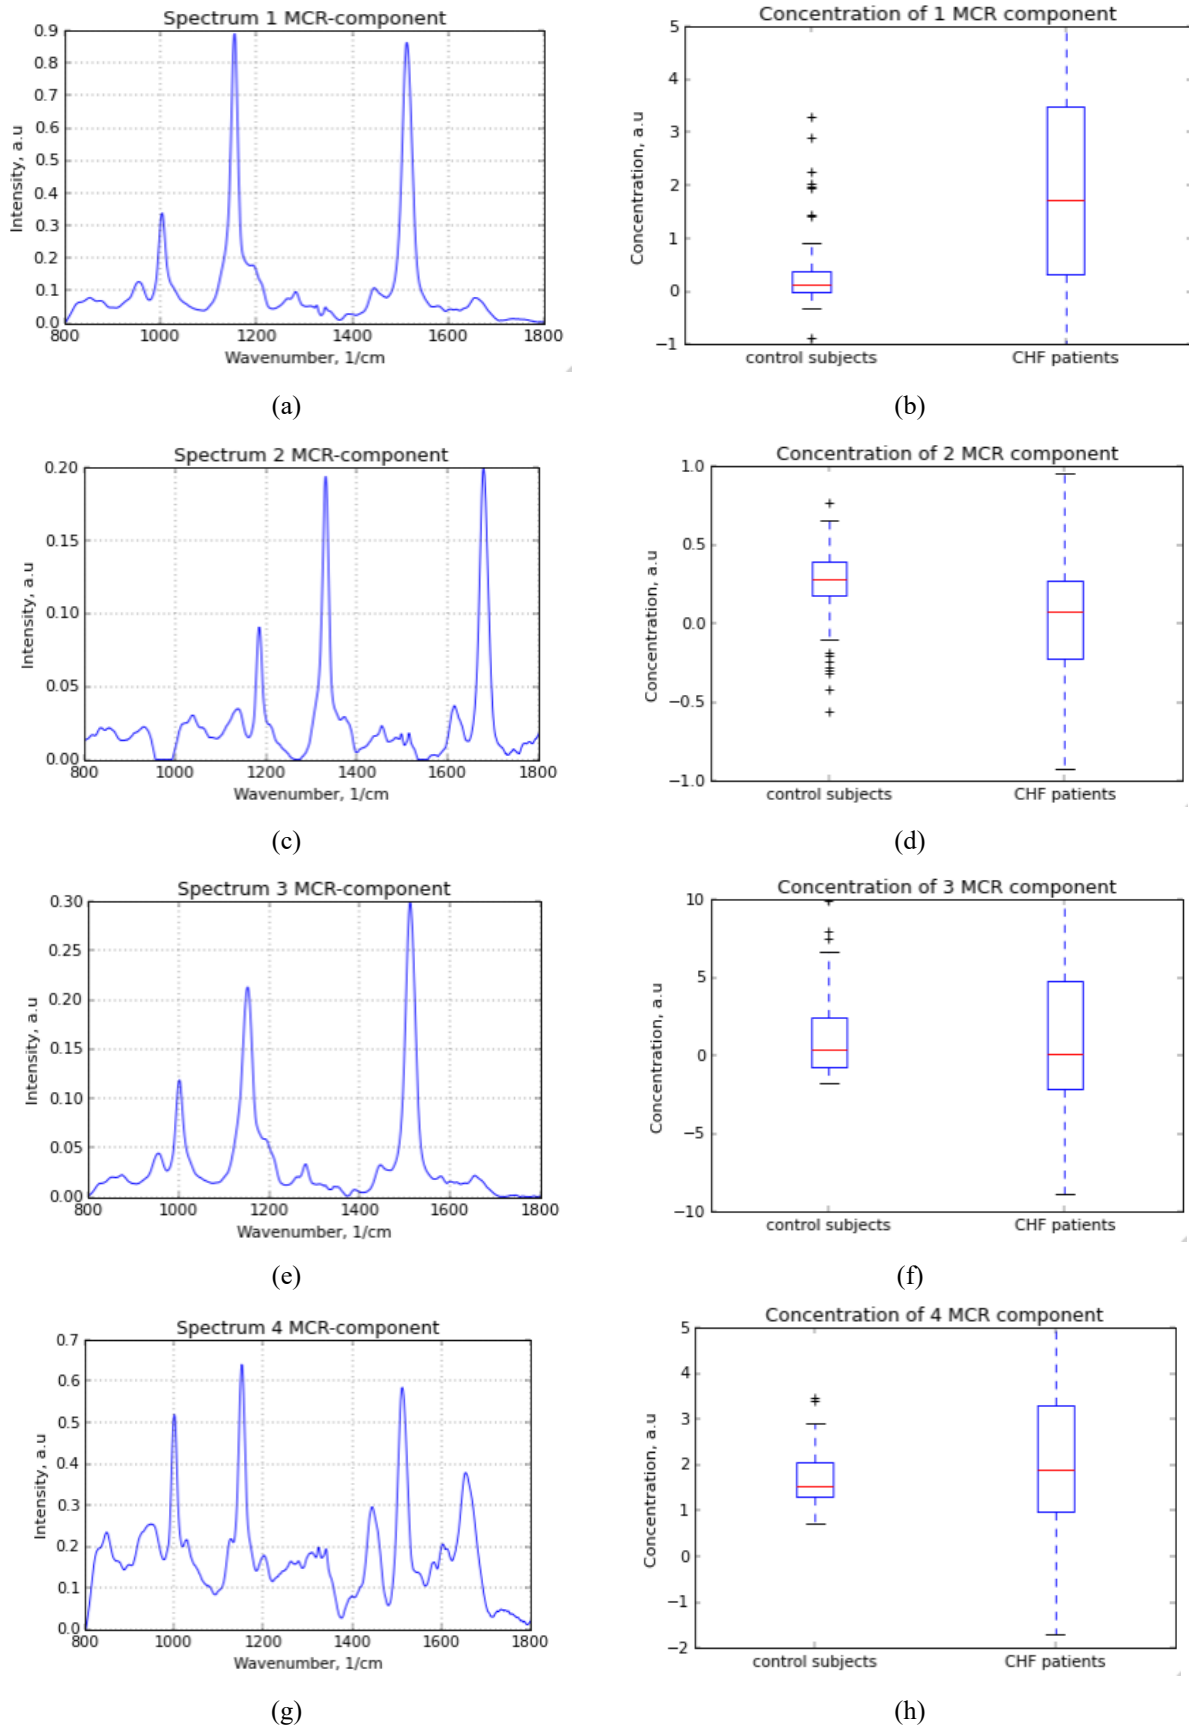 Spectrum 1 MCR-component
0.9
0.8
0.7
0.6
0.5
0.4
0.3
0.2
0.1
0.0
Intensity, a.u
800 1000 1200 1400 1600 1800
Wavenumber, 1/cm
(a)
Concentration of 1 MCR component
5
4
3
2
1
0
−1
Concentration, a.u
control subjects CHF patients
(b)
Spectrum 2 MCR-component
0.20
0.15
0.10
0.05
0.00
Intensity, a.u
800 1000 1200 1400 1600 1800
Wavenumber, 1/cm
(c)
Concentration of 2 MCR component
1.0
0.5
0.0
−0.5
−1.0
Concentration, a.u
control subjects CHF patients
(d)
Spectrum 3 MCR-component
0.30
0.25
0.20
0.15
0.10
0.05
0.00
Intensity, a.u
800 1000 1200 1400 1600 1800
Wavenumber, 1/cm
(e)
Concentration of 3 MCR component
10
5
0
−5
−10
Concentration, a.u
control subjects CHF patients
(f)
Spectrum 4 MCR-component
0.7
0.6
0.5
0.4
0.3
0.2
0.1
0.0
Intensity, a.u
800 1000 1200 1400 1600 1800
Wavenumber, 1/cm
(g)
Concentration of 4 MCR component
5
4
3
2
1
0
−1
−2
Concentration, a.u
control subjects CHF patients
(h)